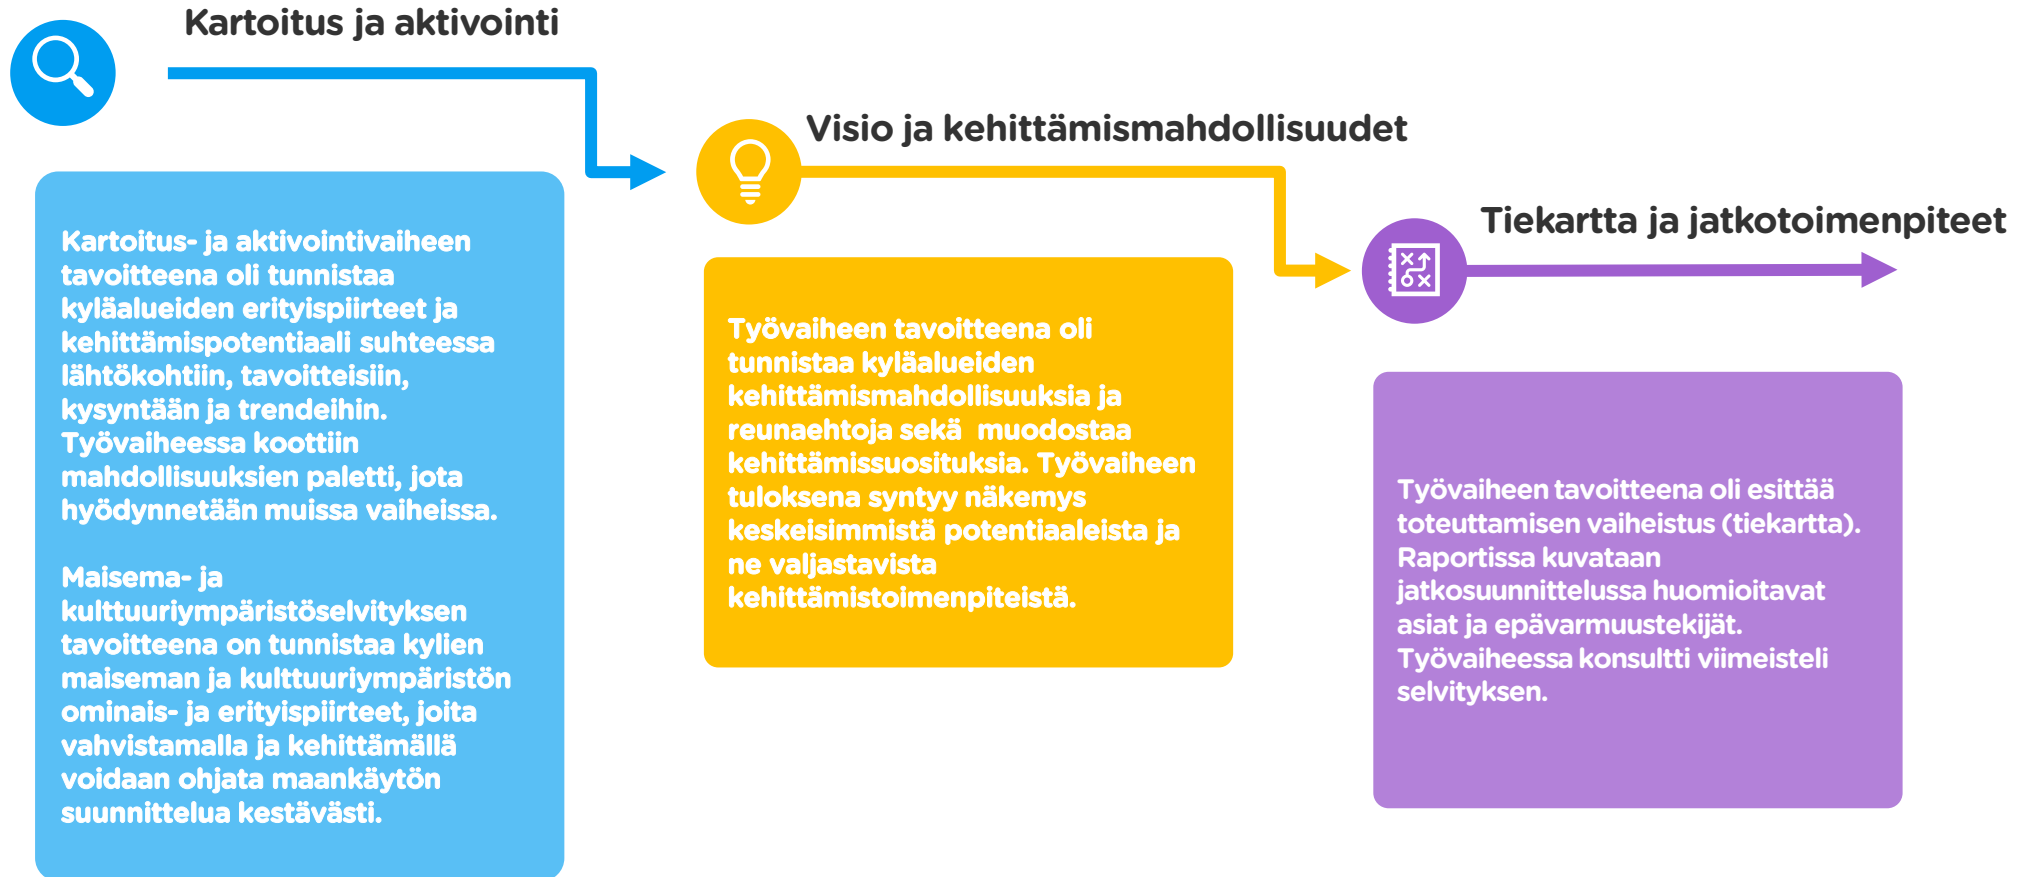 Kartoitus ja aktivointi
Kartoitus- ja aktivointivaiheen
tavoitteena oli tunnistaa
kyläalueiden erityispiirteet ja
kehittämispotentiaali suhteessa
lähtökohtiin, tavoitteisiin,
kysyntään ja trendeihin.
Työvaiheessa koottiin
mahdollisuuksien paletti, jota
hyödynnetään muissa vaiheissa.
Maisema- ja
kulttuuriympäristöselvityksen
tavoitteena on tunnistaa kylien
maiseman ja kulttuuriympäristön
ominais- ja erityispiirteet, joita
vahvistamalla ja kehittämällä
voidaan ohjata maankäytön
suunnittelua kestävästi.
Visio ja kehittämismahdollisuudet
Työvaiheen tavoitteena oli
tunnistaa kyläalueiden
kehittämismahdollisuuksia ja
reunaehtoja sekä  muodostaa
kehittämissuosituksia. Työvaiheen
tuloksena syntyy näkemys
keskeisimmistä potentiaaleista ja
ne valjastavista
kehittämistoimenpiteistä.
Tiekartta ja jatkotoimenpiteet
Työvaiheen tavoitteena oli esittää
toteuttamisen vaiheistus (tiekartta).
Raportissa kuvataan
jatkosuunnittelussa huomioitavat
asiat ja epävarmuustekijät.
Työvaiheessa konsultti viimeisteli
selvityksen.